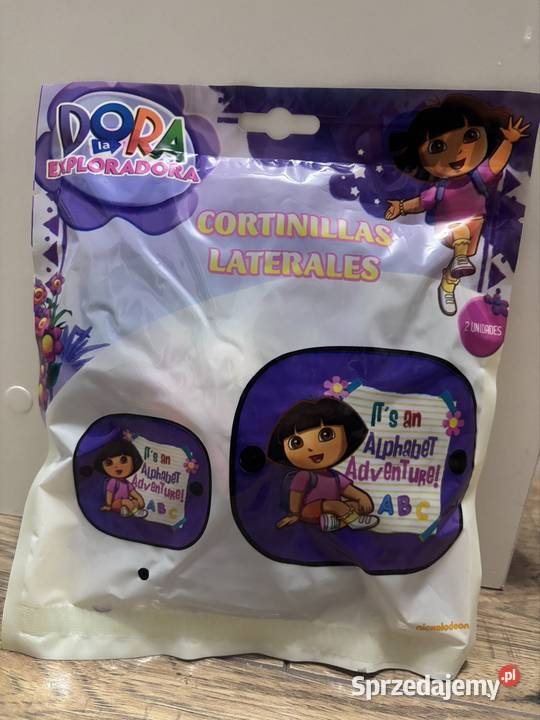 DORA
la
EXPLORADORA
CORTINILLAS
LATERALES
2 UNIDADES
IT's an
Alphabet
Adventure!
ABC
IT's an
Alphabet
Adventure!
ABC
nickelodeon
Sprzedajemy.pl